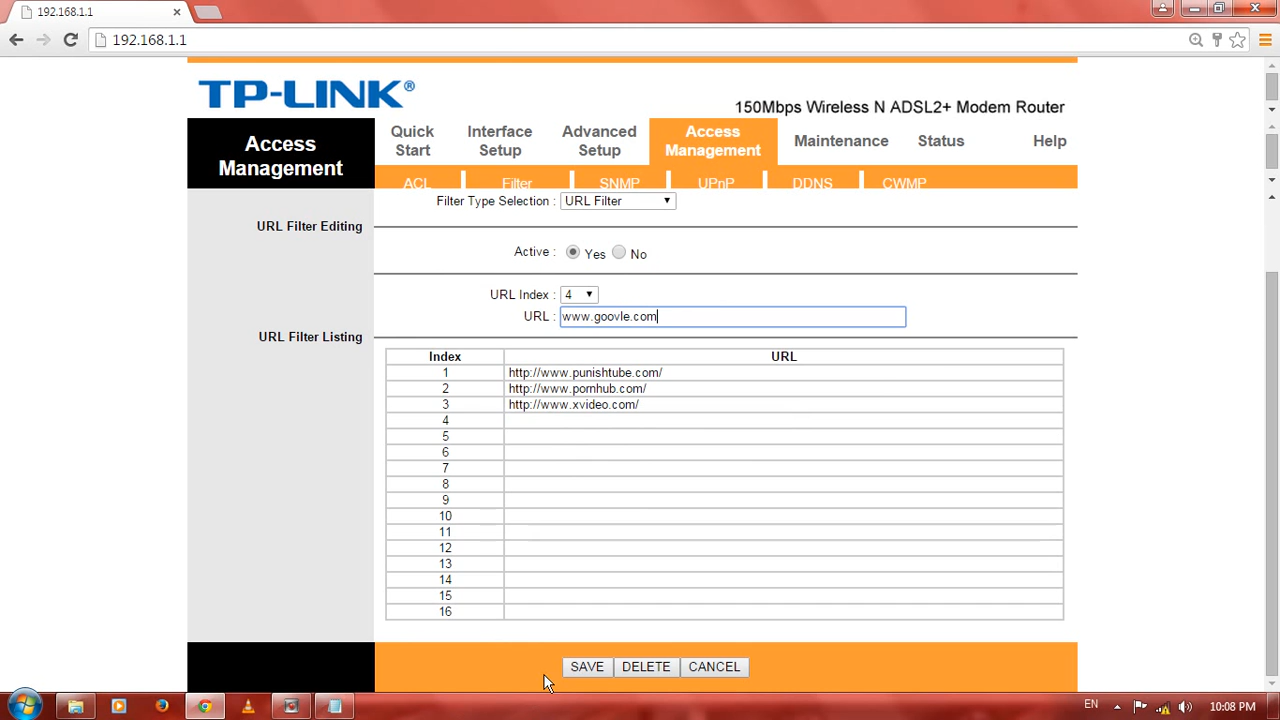 192.168.1.1
192.168.1.1
TP-LINK®
150Mbps Wireless N ADSL2+ Modem Router
Access Management
Quick Start
Interface Setup
Advanced Setup
Access Management
Maintenance
Status
Help
ACL
Filter
SNMP
UPnP
DDNS
CWMP
Filter Type Selection : URL Filter
URL Filter Editing
Active : Yes No
URL Index : 4
URL : www.goovle.com
URL Filter Listing
Index URL
1 http://www.punishtube.com/
2 http://www.pornhub.com/
3 http://www.xvideo.com/
4
5
6
7
8
9
10
11
12
13
14
15
16
SAVE DELETE CANCEL
EN 10:08 PM